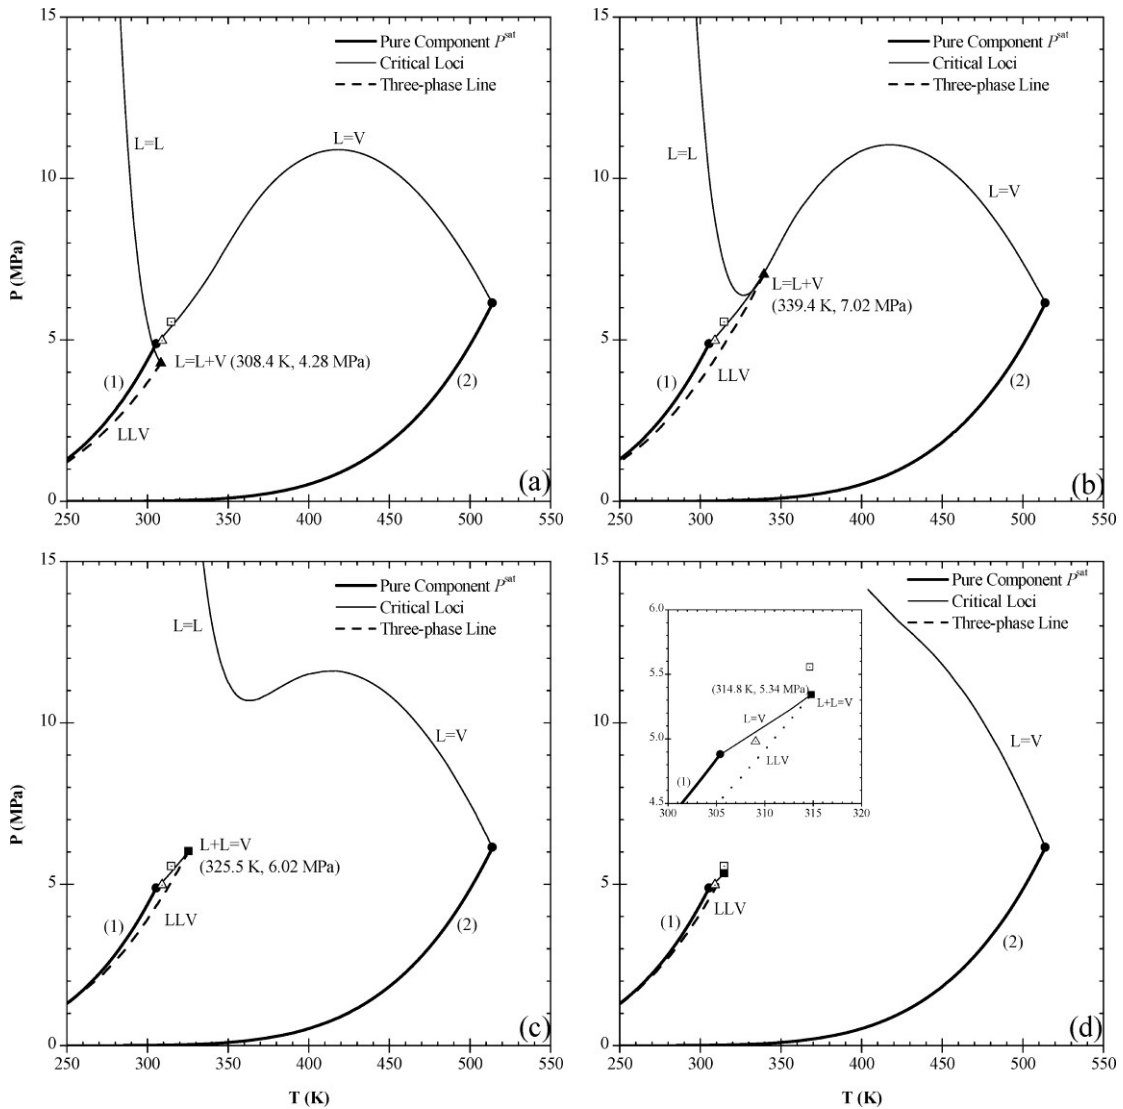 15
10
5
0
P (MPa)
Pure Component Psat
Critical Loci
Three-phase Line
L=L
L=V
L=L+V (308.4 K, 4.28 MPa)
(1)
(2)
LLV
(a)
250 300 350 400 450 500 550
15
10
5
0
Pure Component Psat
Critical Loci
Three-phase Line
L=L
L=V
L=L+V
(339.4 K, 7.02 MPa)
LLV
(1)
(2)
(b)
250 300 350 400 450 500 550
15
10
5
0
P (MPa)
Pure Component Psat
Critical Loci
Three-phase Line
L=L
L=V
L+L=V
(325.5 K, 6.02 MPa)
(1)
LLV
(2)
(c)
250 300 350 400 450 500 550
T (K)
15
10
5
0
Pure Component Psat
Critical Loci
Three-phase Line
6.0
5.5
5.0
4.5
(314.8 K, 5.34 MPa)
L+L=V
L=V
LLV
(1)
300 305 310 315 320
L=V
(1)
LLV
(2)
(d)
250 300 350 400 450 500 550
T (K)